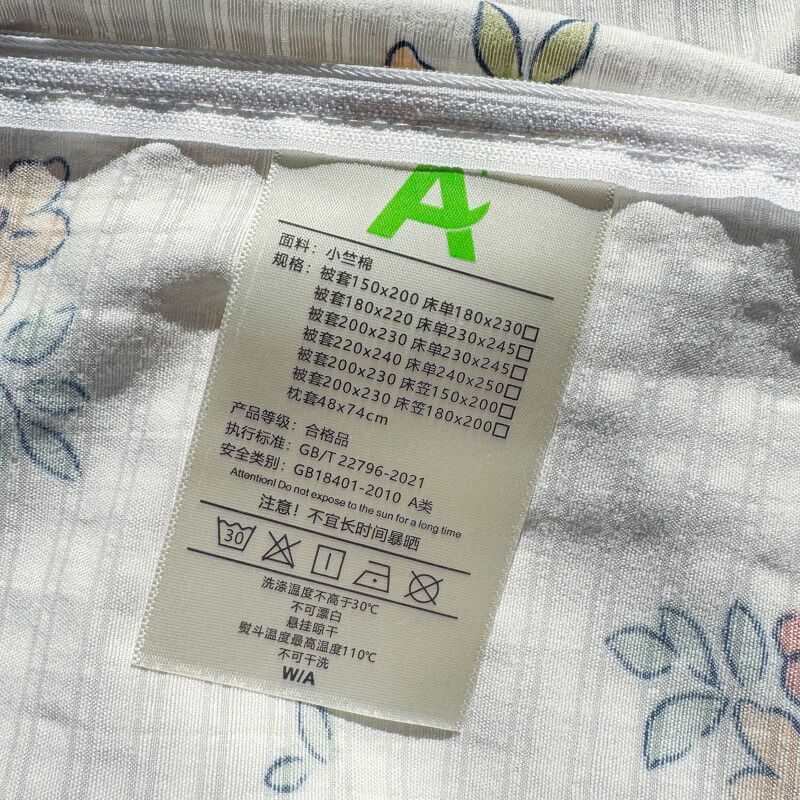 A
面料：小竺棉
规格：被套150x200 床单180x230□
被套180x220 床单230x245□
被套200x230 床单230x245□
被套220x240 床单240x250□
被套200x230 床笠150x200□
被套200x230 床笠180x200□
枕套48x74cm
产品等级：合格品
执行标准：GB/T 22796-2021
安全类别：GB18401-2010 A类
Attention! Do not expose to the sun for a long time
注意！不宜长时间暴晒
30
洗涤温度不高于30℃
不可漂白
悬挂晾干
熨斗温度最高温度110℃
不可干洗
W/A